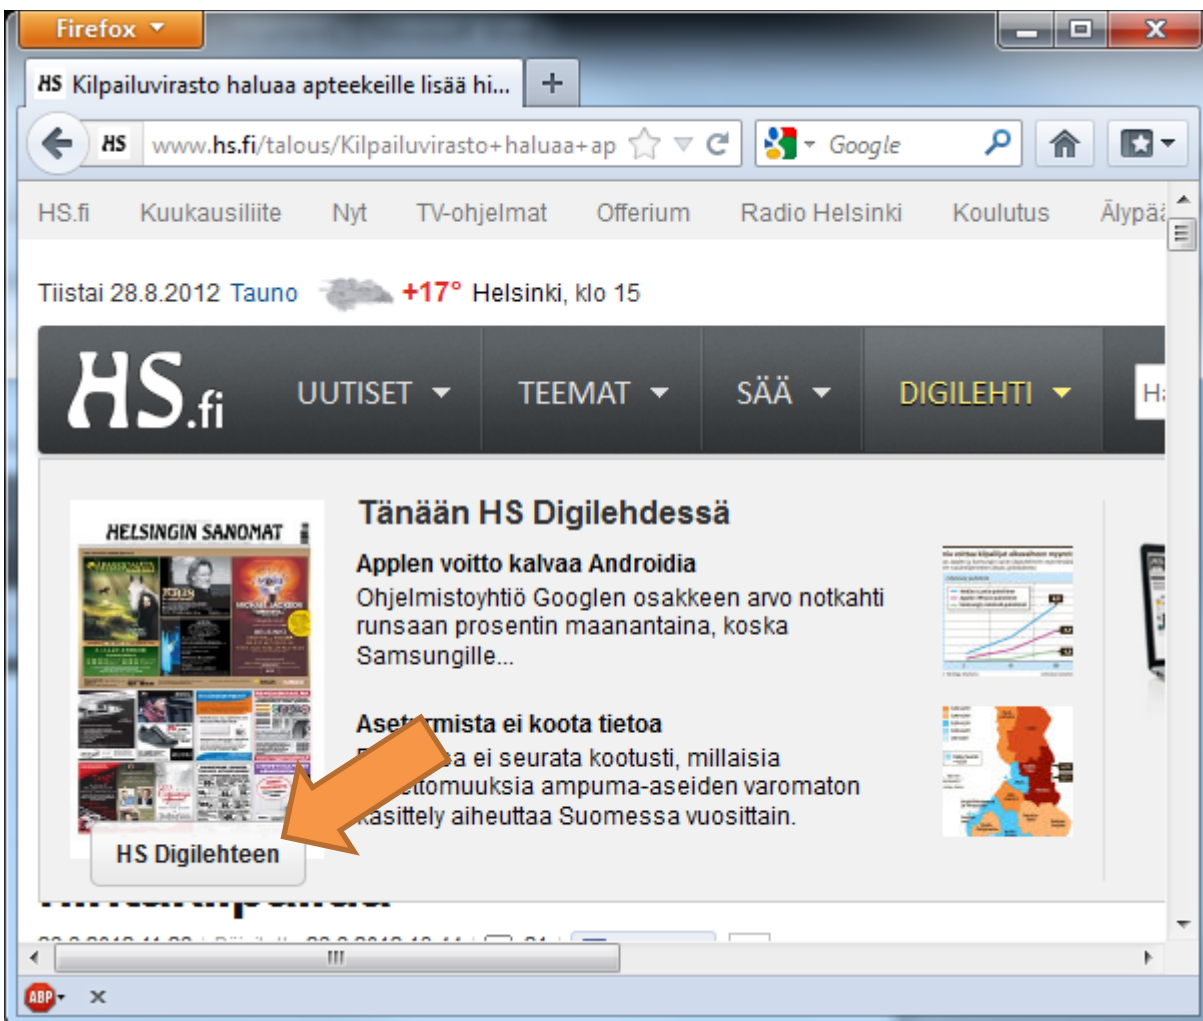 Firefox
HS Kilpailuvirasto haluaa apteekeille lisää hi...
HS www.hs.fi/talous/Kilpailuvirasto+haluaa+ap Google
HS.fi Kuukausiliite Nyt TV-ohjelmat Offerium Radio Helsinki Koulutus
Tiistai 28.8.2012 Tauno +17° Helsinki, klo 15
HS.fi UUTISET TEEMAT SÄÄ DIGILEHTI
HELSINGIN SANOMAT
Tänään HS Digilehdessä
Applen voitto kalvaa Androidia
Ohjelmistoyhtiö Googlen osakkeen arvo notkahti
runsaan prosentin maanantaina, koska
Samsungille...
ei koota tietoa
ei seurata kootusti, millaisia
ampuma-aseiden varomaton
käsittely aiheuttaa Suomessa vuosittain.
HS Digilehteen
ABP